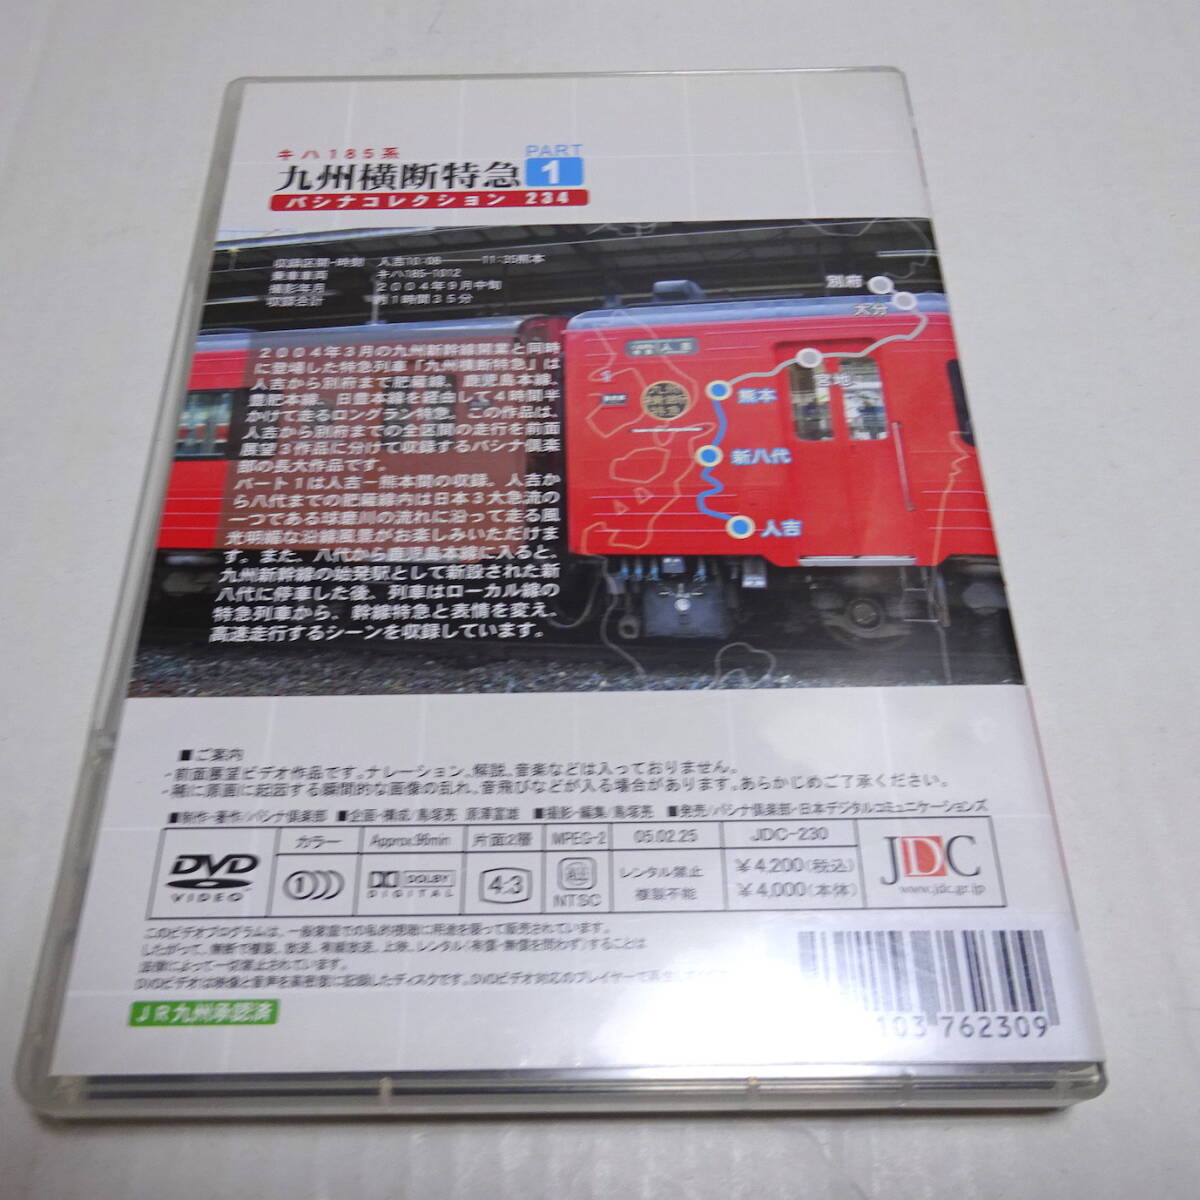 キハ185系
九州横断特急 PART 1
パシナコレクション 234
収録区間・時刻 人吉10:06――11:35熊本
乗車車両 キハ185-1012
撮影年月 2004年9月中旬
収録合計 約1時間35分
2004年3月の九州新幹線開業と同時
に登場した特急列車「九州横断特急」は
人吉から別府まで肥薩線、鹿児島本線、
豊肥本線、日豊本線を経由して4時間半
かけて走るロングラン特急。この作品は、
人吉から別府までの全区間の走行を前面
展望3作品に分けて収録するパシナ倶楽
部の長大作品です。
パート1は人吉－熊本間の収録。人吉か
ら八代までの肥薩線内は日本3大急流の
一つである球磨川の流れに沿って走る風
光明媚な沿線風景がお楽しみいただけま
す。また、八代から鹿児島本線に入ると、
九州新幹線の始発駅として新設された新
八代に停車した後、列車はローカル線の
特急列車から、幹線特急と表情を変え、
高速走行するシーンを収録しています。
別府
大分
宮地
熊本
新八代
人吉
人吉
九州
横断
特急
■ご案内
・前面展望ビデオ作品です。ナレーション、解説、音楽などは入っておりません。
・稀に原画に起因する瞬間的な画像の乱れ、音飛びなどが入る場合があります。あらかじめご了承ください。
■制作・著作/パシナ倶楽部 ■企画・構成/鳥塚亮 原澤富雄 ■撮影・編集/鳥塚亮 ■発売/パシナ倶楽部・日本デジタルコミュニケーションズ
DVD VIDEO
カラー Approx.96min 片面2層 MPEG-2 05.02.25 JDC-230
DOLBY DIGITAL
4:3
ALL NTSC
レンタル禁止
複製不能
￥4,200(税込)
￥4,000(本体)
JDC
www.jdc.gr.jp
このビデオプログラムは、一般家庭での私的視聴に用途を限って販売されています。
したがって、無断で複製、放送、有線放送、上映、レンタル(有償・無償を問わず)することは
法律によって一切禁止されています。
DVDビデオは映像と音声を高密度に記録したディスクです。DVDビデオ対応のプレイヤーで再生
JR九州承認済
103 762309